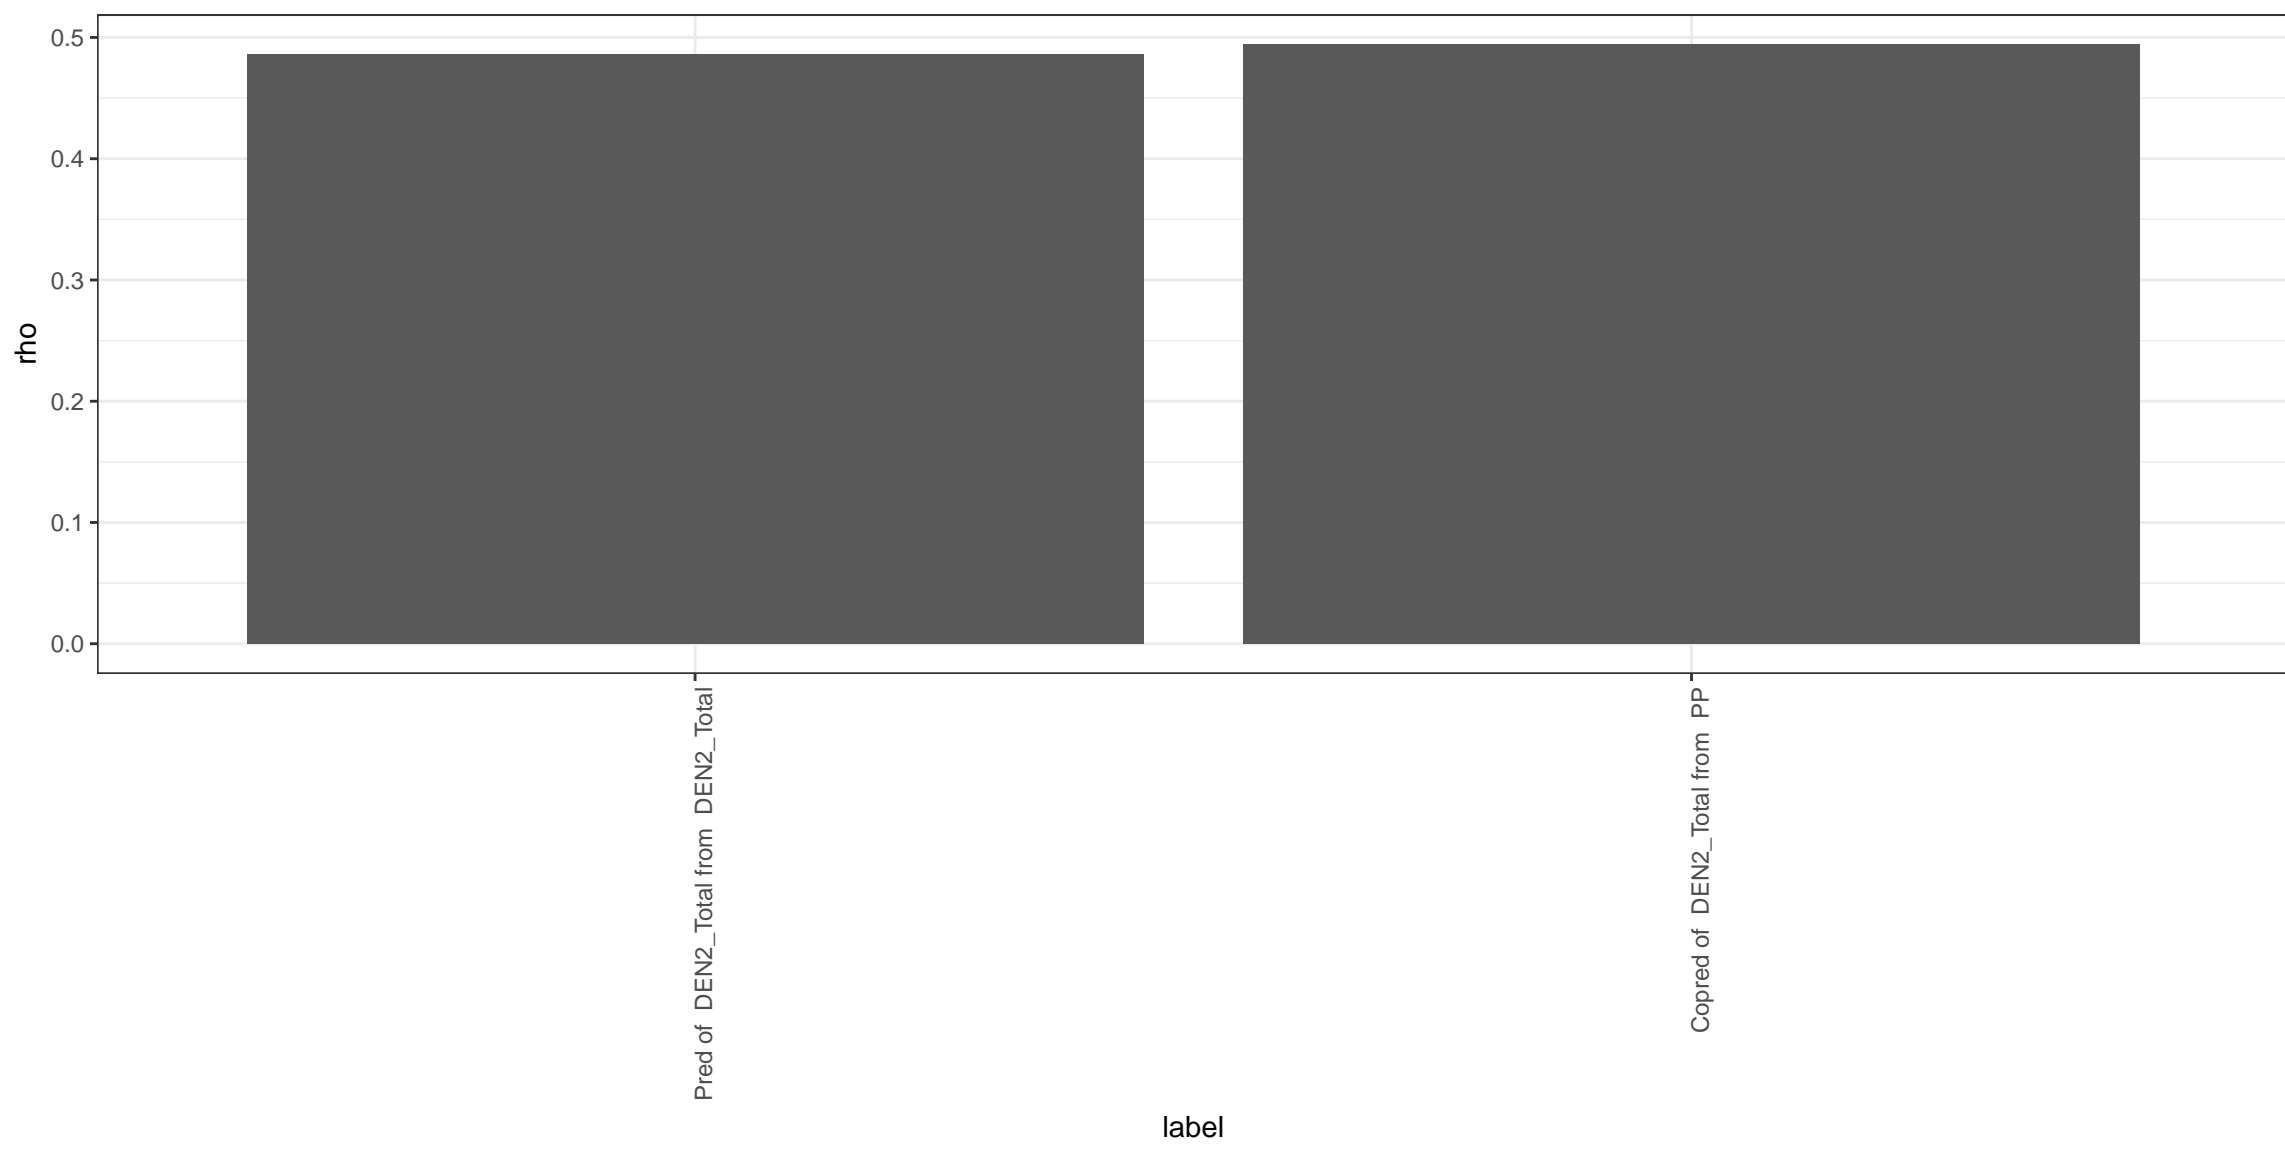 0.5
0.4
0.3
0.2
0.1
0.0
rho
Pred of  DEN2_Total from  DEN2_Total
Copred of  DEN2_Total from  PP
label